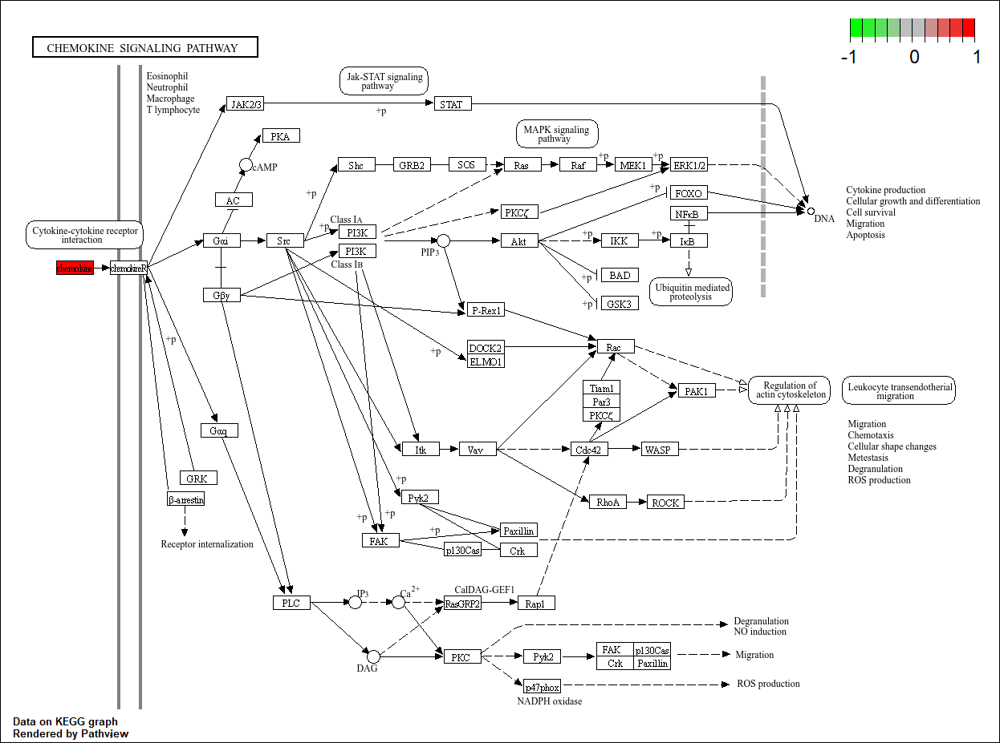 -1 0 1
CHEMOKINE SIGNALING PATHWAY
Eosinophil
Neutrophil
Macrophage
T lymphocyte
Jak-STAT signaling
pathway
JAK2/3
+p
STAT
MAPK signaling
pathway
PKA
cAMP
AC
Shc
GRB2
SOS
Ras
Raf
+p
MEK1
+p
ERK1/2
+p
+p
FOXO
Cytokine production
Cellular growth and differentiation
Cell survival
Migration
Apoptosis
DNA
PKCζ
NFκB
Class IA
Cytokine-cytokine receptor
interaction
+p
PI3K
Gαi
Src
PI3K
Class IB
PIP3
Akt
+p
IKK
+p
IκB
chemokine
chemokineR
+p
BAD
Ubiquitin mediated
proteolysis
Gβγ
+p
GSK3
P-Rex1
+p
+p
DOCK2
ELMO1
Rac
Tiam1
Par3
PKCζ
PAK1
Regulation of
actin cytoskeleton
Leukocyte transendotherial
migration
Gαq
Migration
Chemotaxis
Cellular shape changes
Metestasis
Degranulation
ROS production
Itk
Vav
Cdc42
WASP
GRK
+p
β-arrestin
Pyk2
RhoA
ROCK
+p
+p
+p
Paxillin
FAK
p130Cas
Crk
Receptor internalization
CalDAG-GEF1
PLC
IP3
Ca2+
RasGRP2
Rap1
Degranulation
NO induction
DAG
PKC
Pyk2
FAK
p130Cas
Crk
Paxillin
Migration
p47phox
ROS production
NADPH oxidase
Data on KEGG graph
Rendered by Pathview